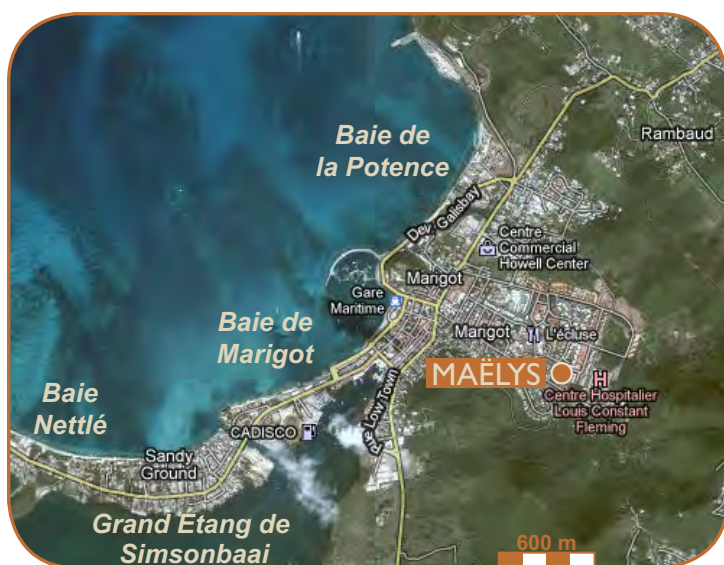 Baie de
la Potence
Rambaud
Dev. Galisbay
Centre
Commercial
Howell Center
Marigot
Gare
Maritime
Baie de
Marigot
Marigot
L'écluse
MAËLYS
Baie
Nettlé
Centre Hospitalier
Louis Constant
Fleming
CADISCO
Rue Low Town
Sandy
Ground
Grand Étang de
Simsonbaai
600 m